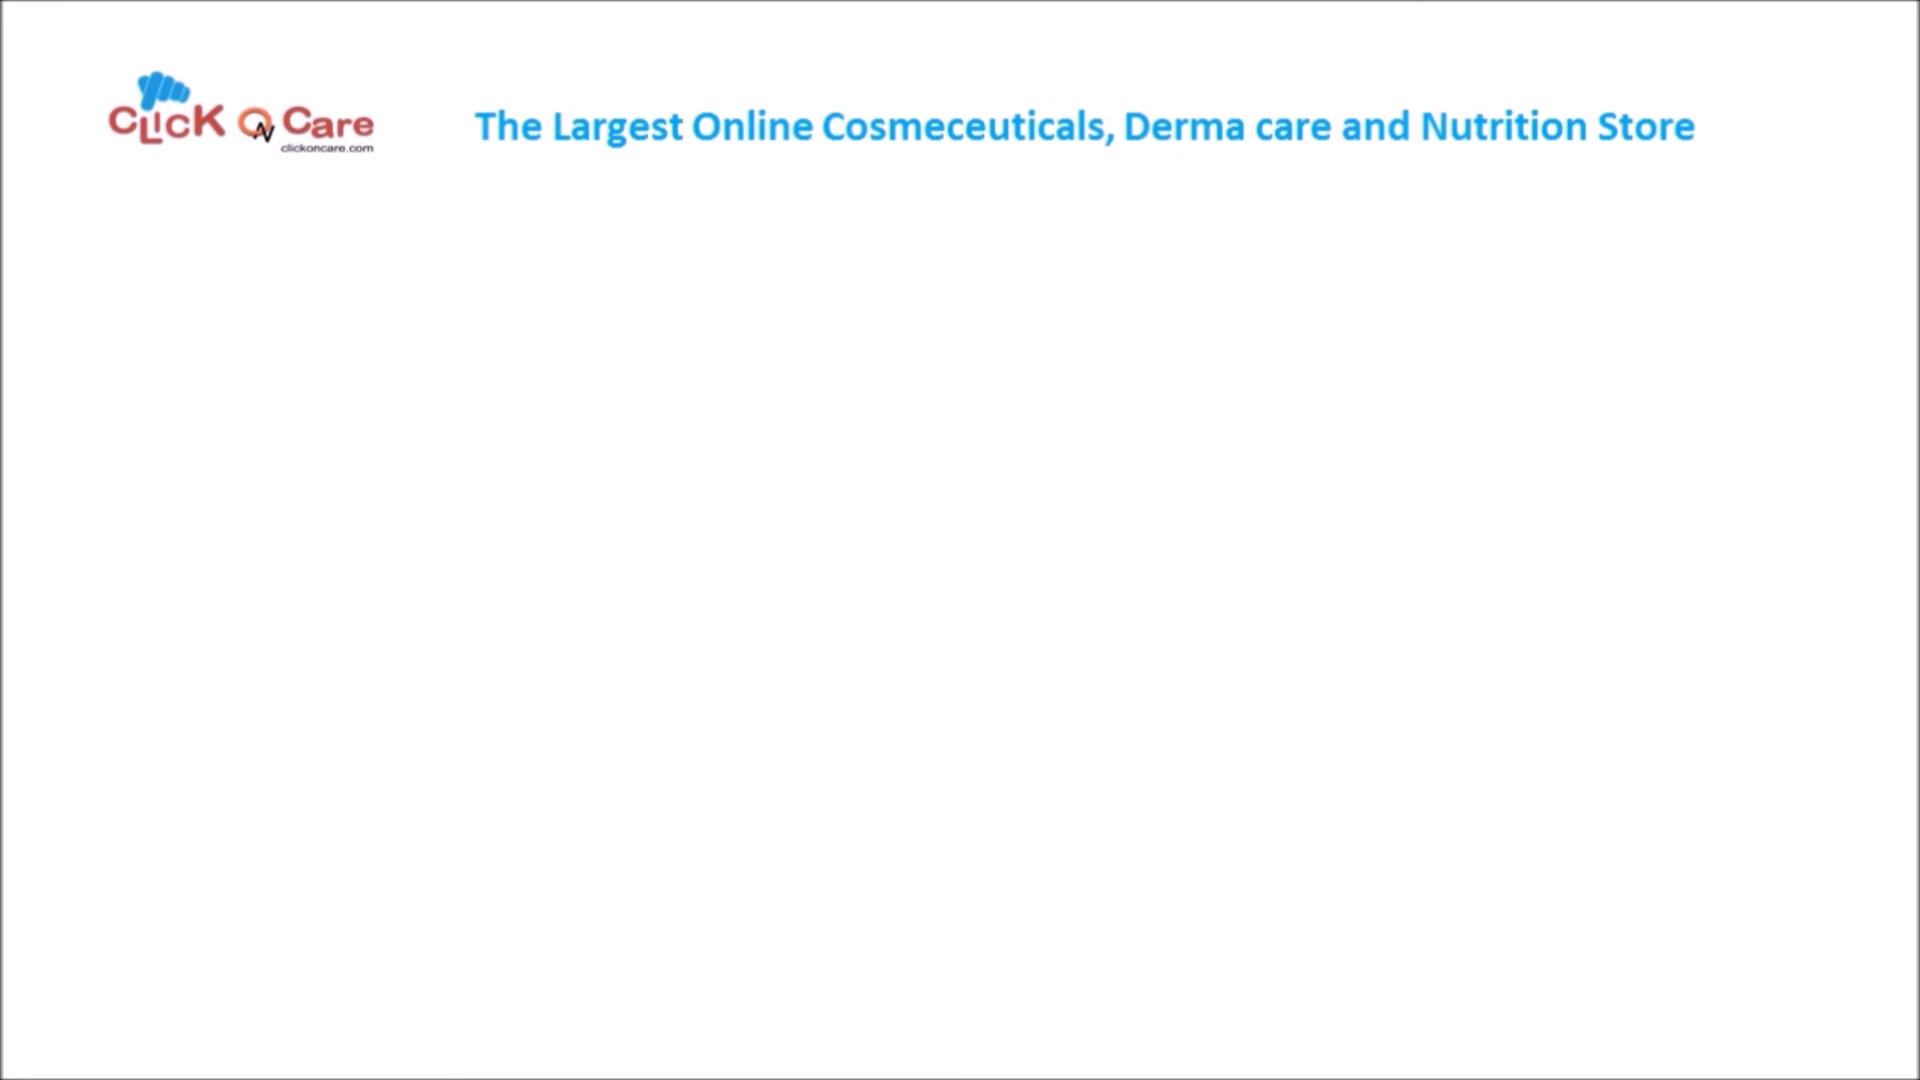 CLicK ON Care
clickoncare.com
The Largest Online Cosmeceuticals, Derma care and Nutrition Store